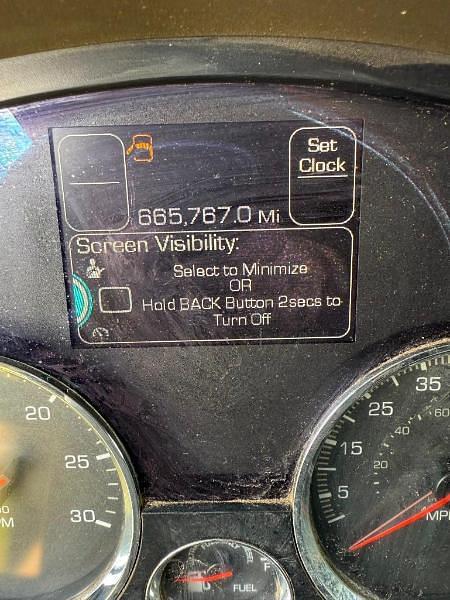 Set
Clock
665,767.0 Mi
Screen Visibility:
Select to Minimize
OR
Hold BACK Button 2secs to
Turn Off
20
25
30
35
25
15
5
60
40
20
MPH
F
FUEL